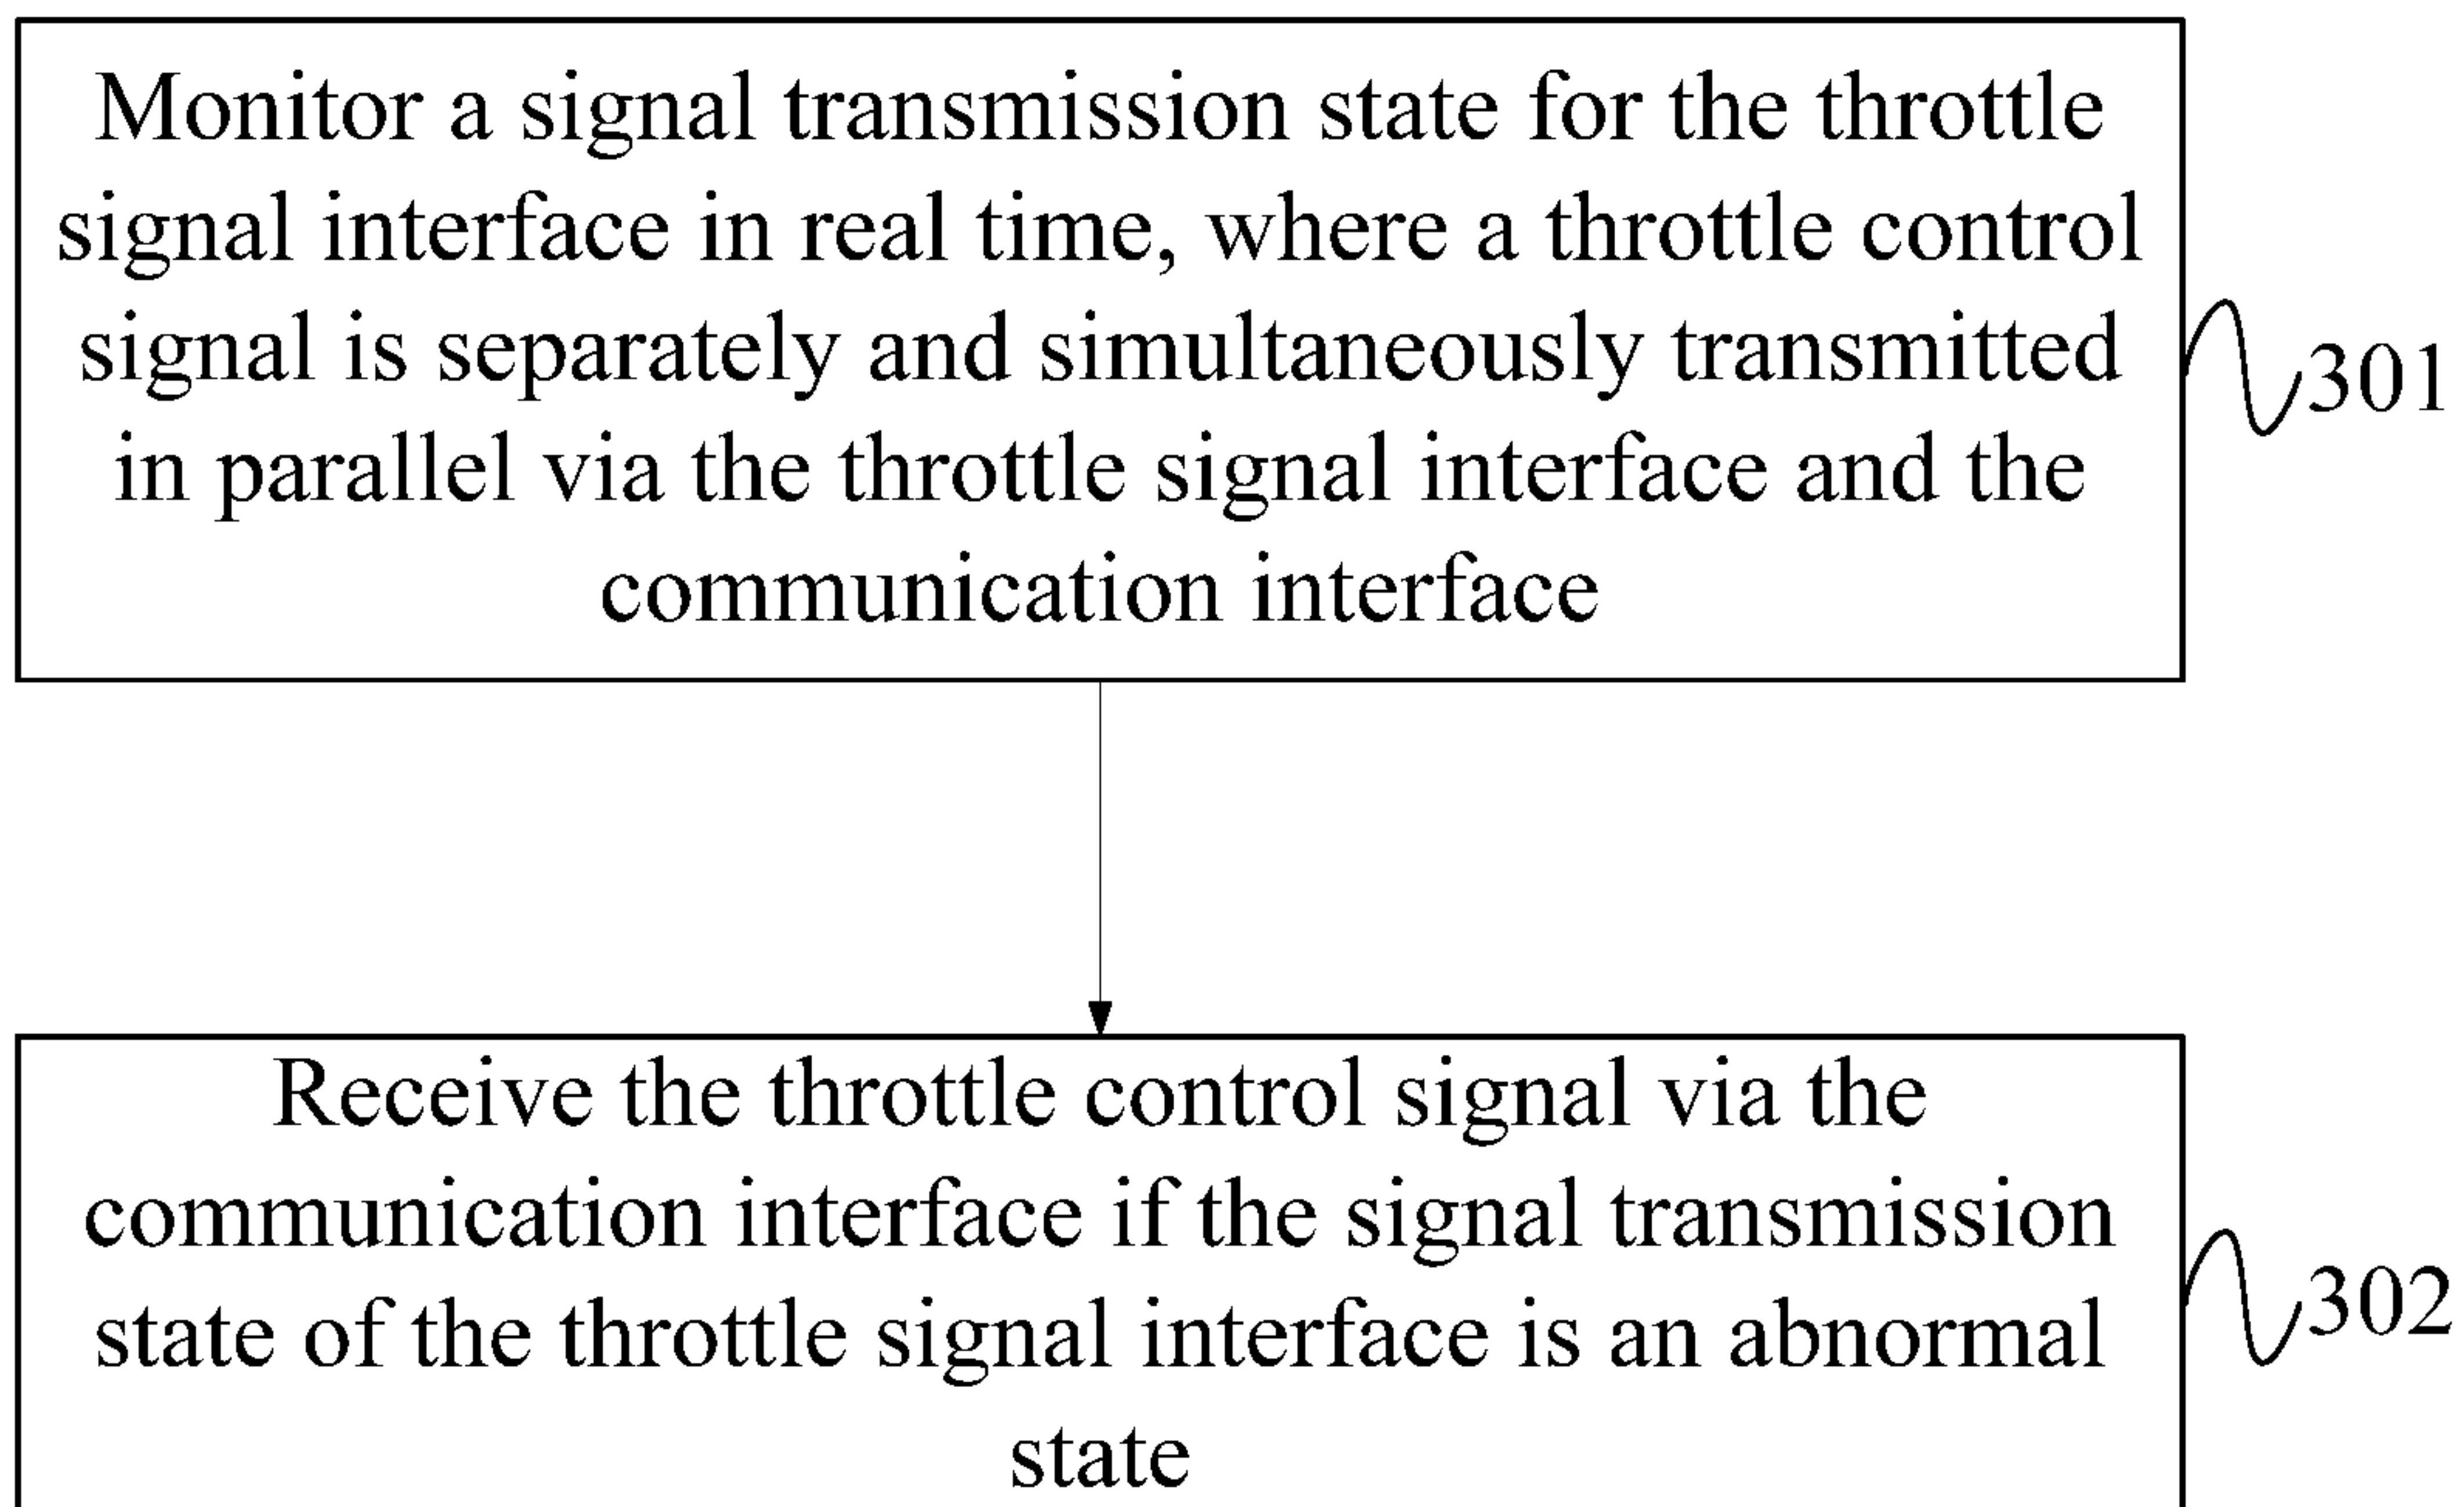 Monitor a signal transmission state for the throttle
signal interface in real time, where a throttle control
signal is separately and simultaneously transmitted
in parallel via the throttle signal interface and the
communication interface
301
Receive the throttle control signal via the
communication interface if the signal transmission
state of the throttle signal interface is an abnormal
state
302